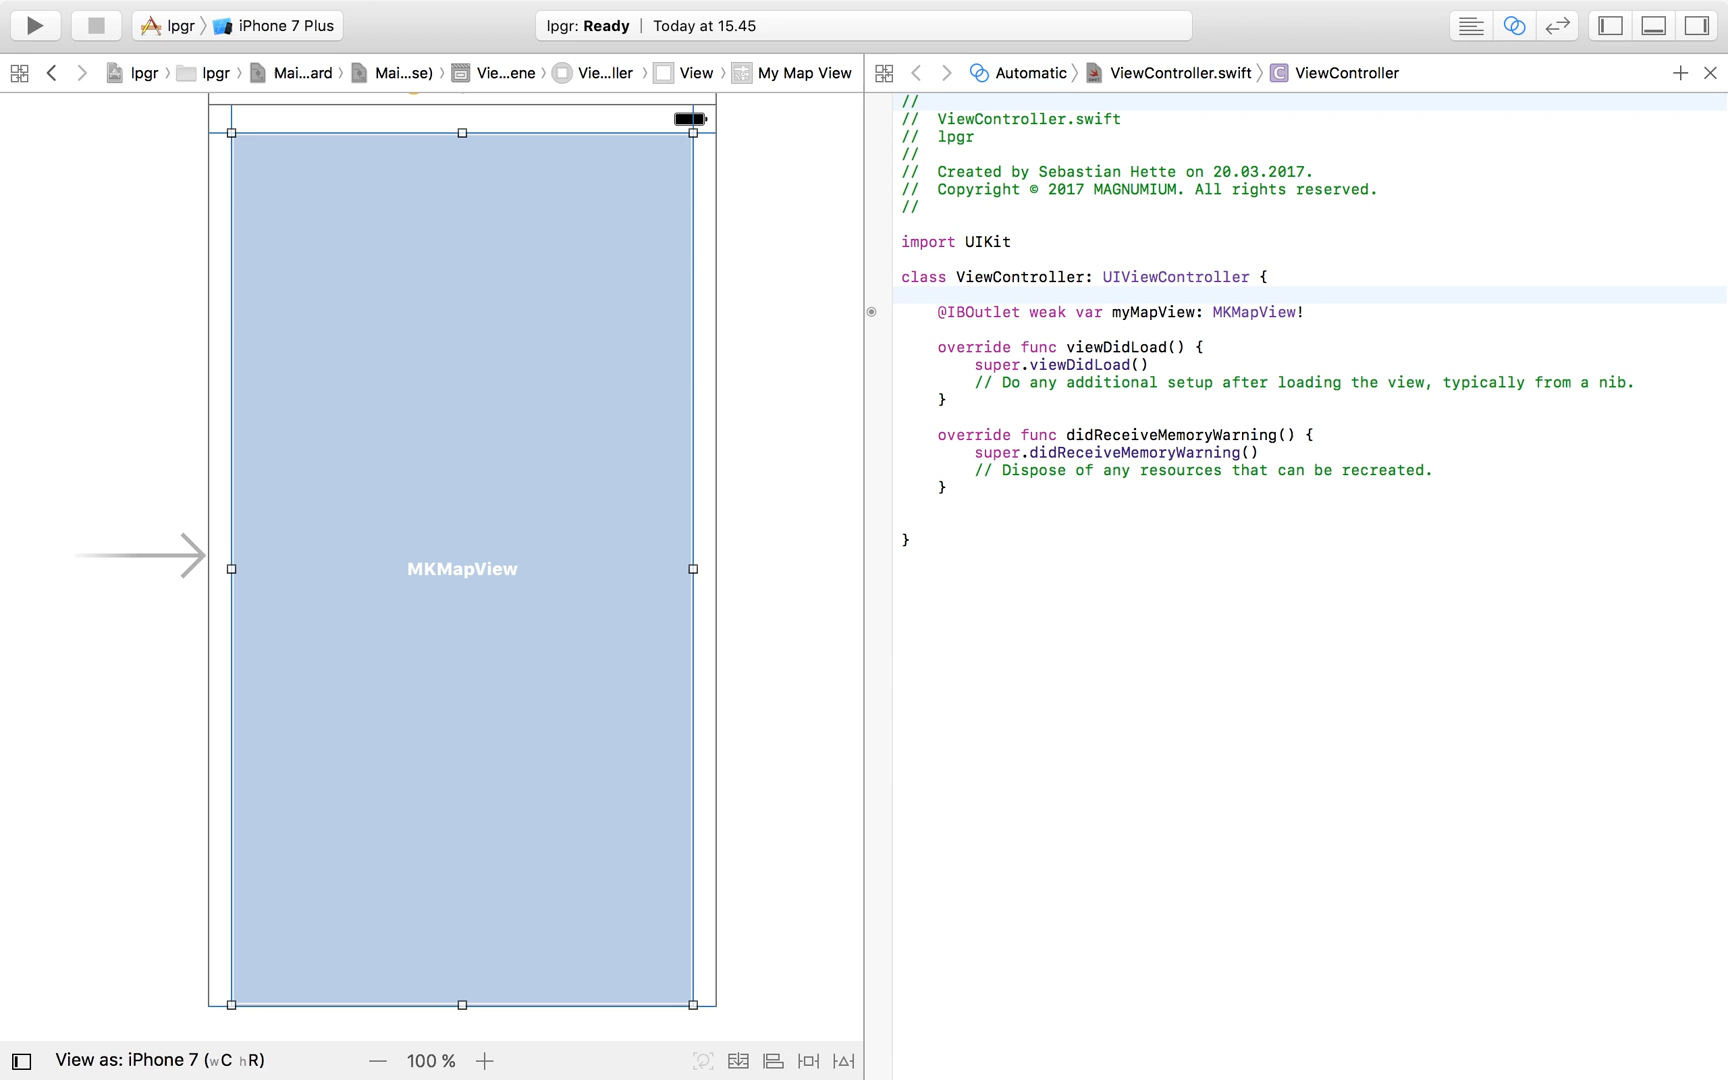 lpgr iPhone 7 Plus lpgr: Ready | Today at 15.45
lpgr lpgr Mai...ard Mai...se) Vie...ene Vie...ller View My Map View
Automatic ViewController.swift C ViewController
//
//  ViewController.swift
//  lpgr
//
//  Created by Sebastian Hette on 20.03.2017.
//  Copyright © 2017 MAGNUMIUM. All rights reserved.
//
import UIKit
class ViewController: UIViewController {
@IBOutlet weak var myMapView: MKMapView!
override func viewDidLoad() {
super.viewDidLoad()
// Do any additional setup after loading the view, typically from a nib.
}
override func didReceiveMemoryWarning() {
super.didReceiveMemoryWarning()
// Dispose of any resources that can be recreated.
}
}
MKMapView
View as: iPhone 7 (wC hR) — 100 % +